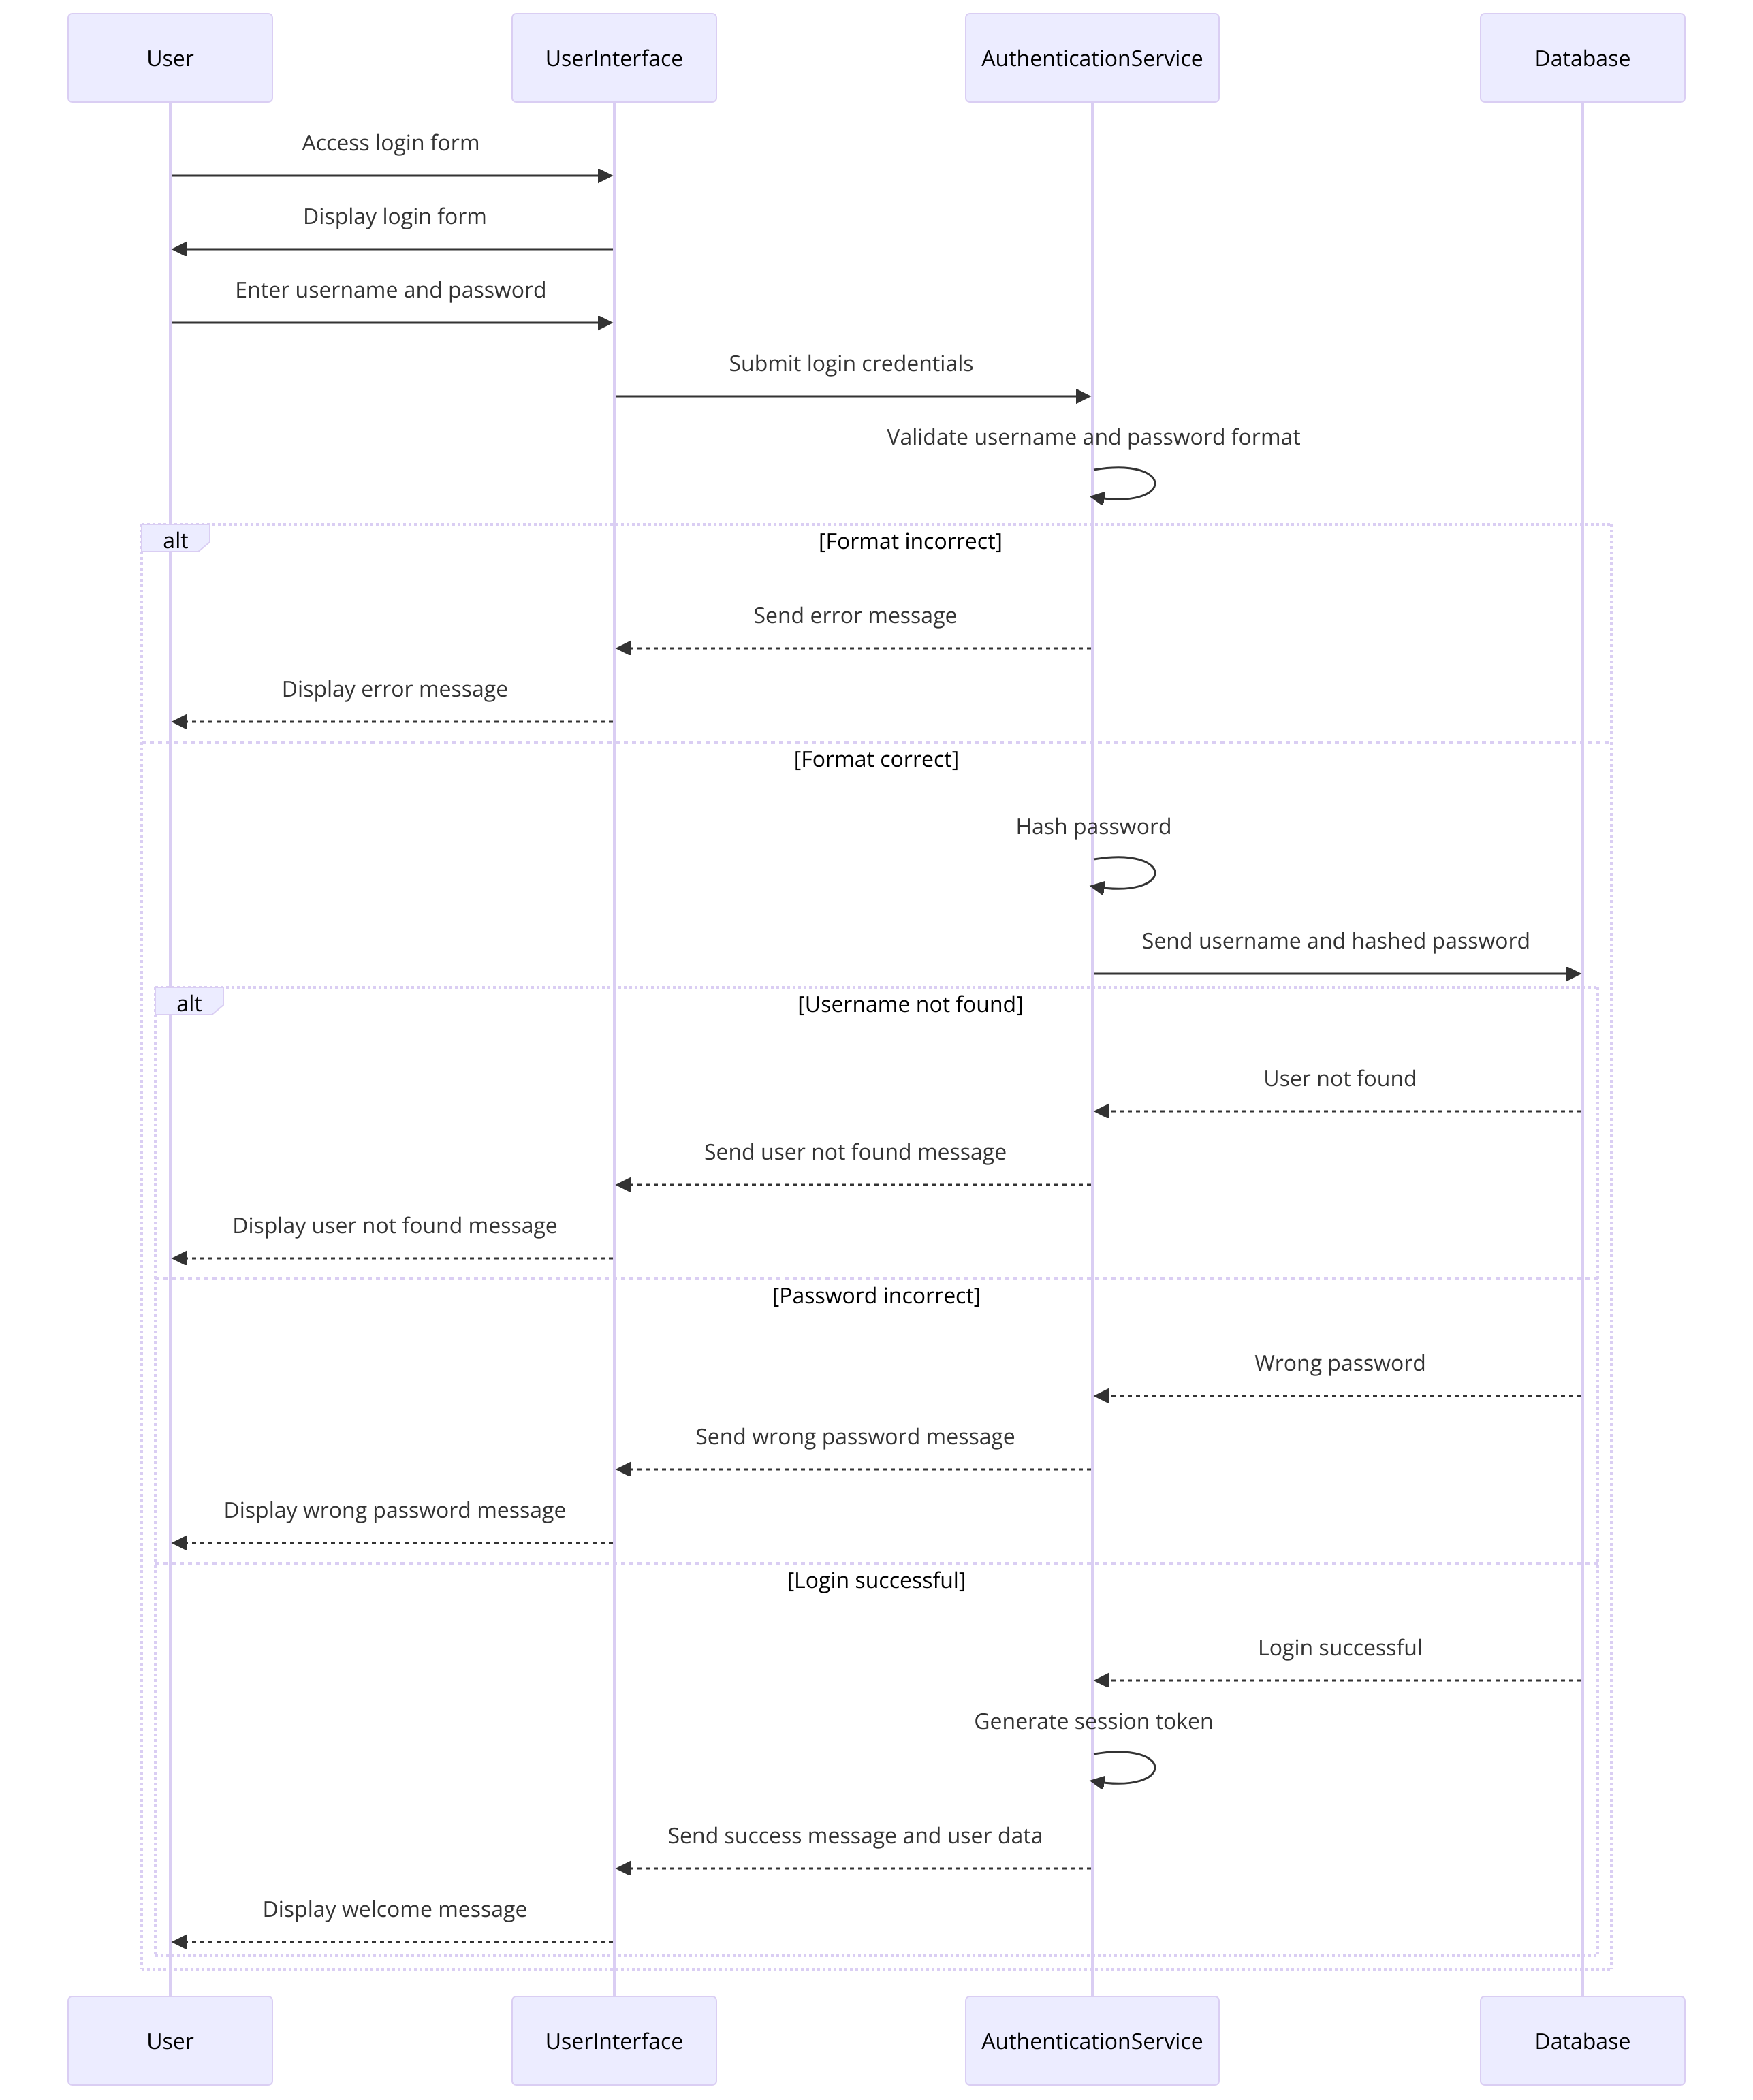 User
UserInterface
AuthenticationService
Database
Access login form
Display login form
Enter username and password
Submit login credentials
Validate username and password format
alt
[Format incorrect]
Send error message
Display error message
[Format correct]
Hash password
Send username and hashed password
alt
[Username not found]
User not found
Send user not found message
Display user not found message
[Password incorrect]
Wrong password
Send wrong password message
Display wrong password message
[Login successful]
Login successful
Generate session token
Send success message and user data
Display welcome message
User
UserInterface
AuthenticationService
Database